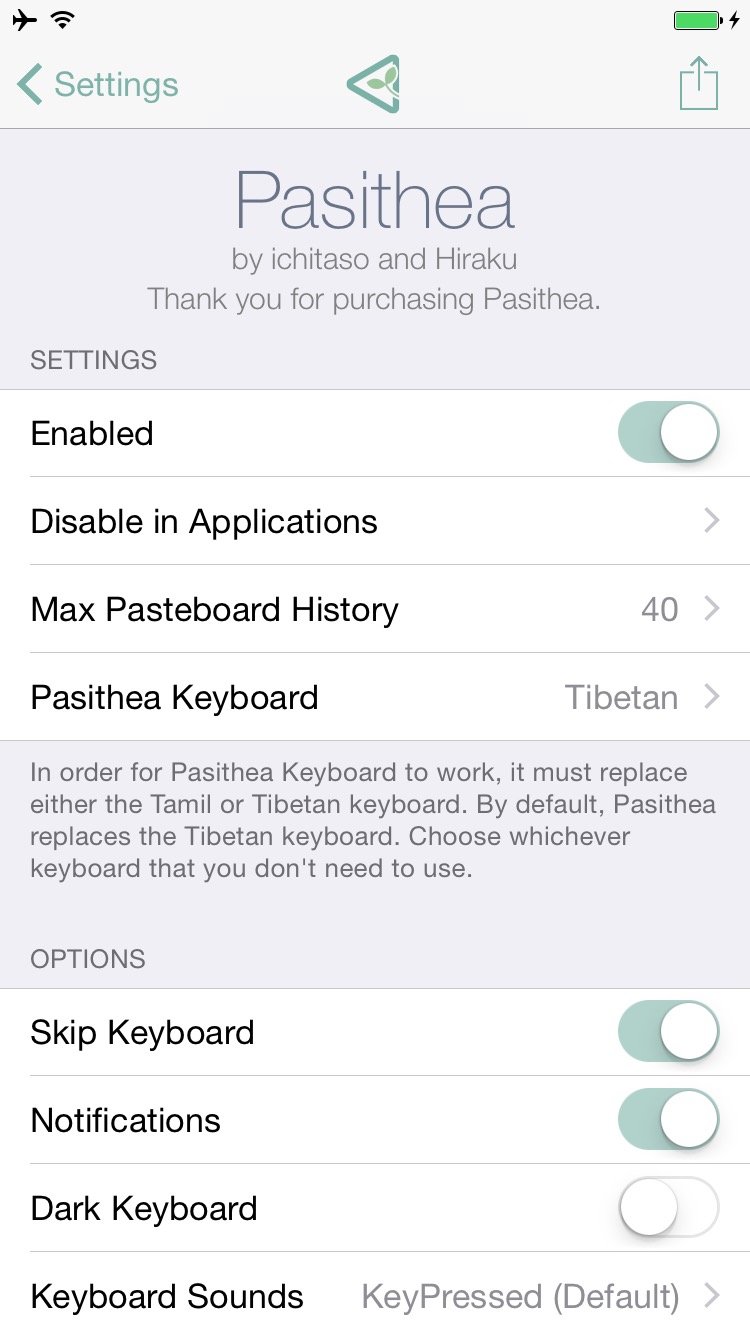 Settings
Pasithea
by ichitaso and Hiraku
Thank you for purchasing Pasithea.
SETTINGS
Enabled
Disable in Applications
Max Pasteboard History 40
Pasithea Keyboard Tibetan
In order for Pasithea Keyboard to work, it must replace
either the Tamil or Tibetan keyboard. By default, Pasithea
replaces the Tibetan keyboard. Choose whichever
keyboard that you don't need to use.
OPTIONS
Skip Keyboard
Notifications
Dark Keyboard
Keyboard Sounds KeyPressed (Default)